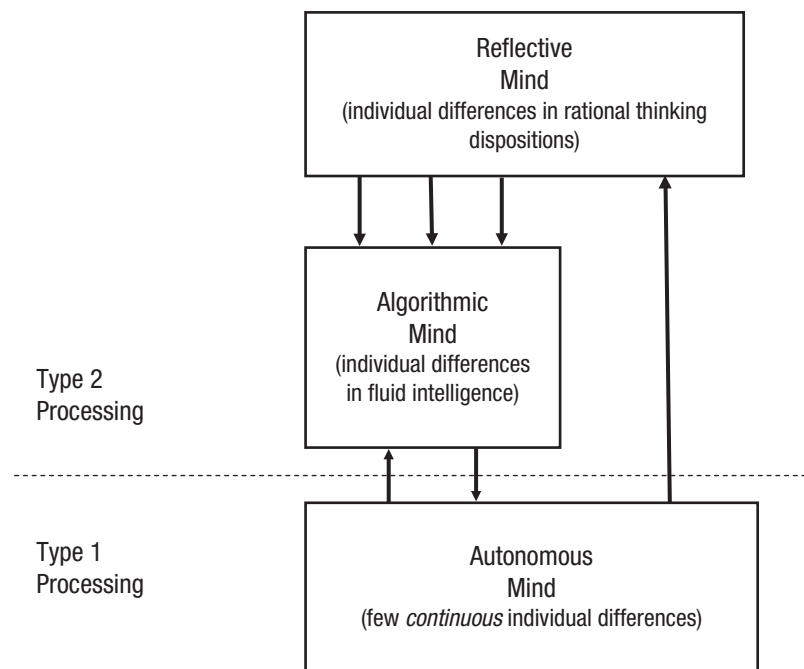 Reflective
Mind
(individual differences in rational thinking
dispositions)
Algorithmic
Mind
(individual differences
in fluid intelligence)
Type 2
Processing
Type 1
Processing
Autonomous
Mind
(few continuous individual differences)